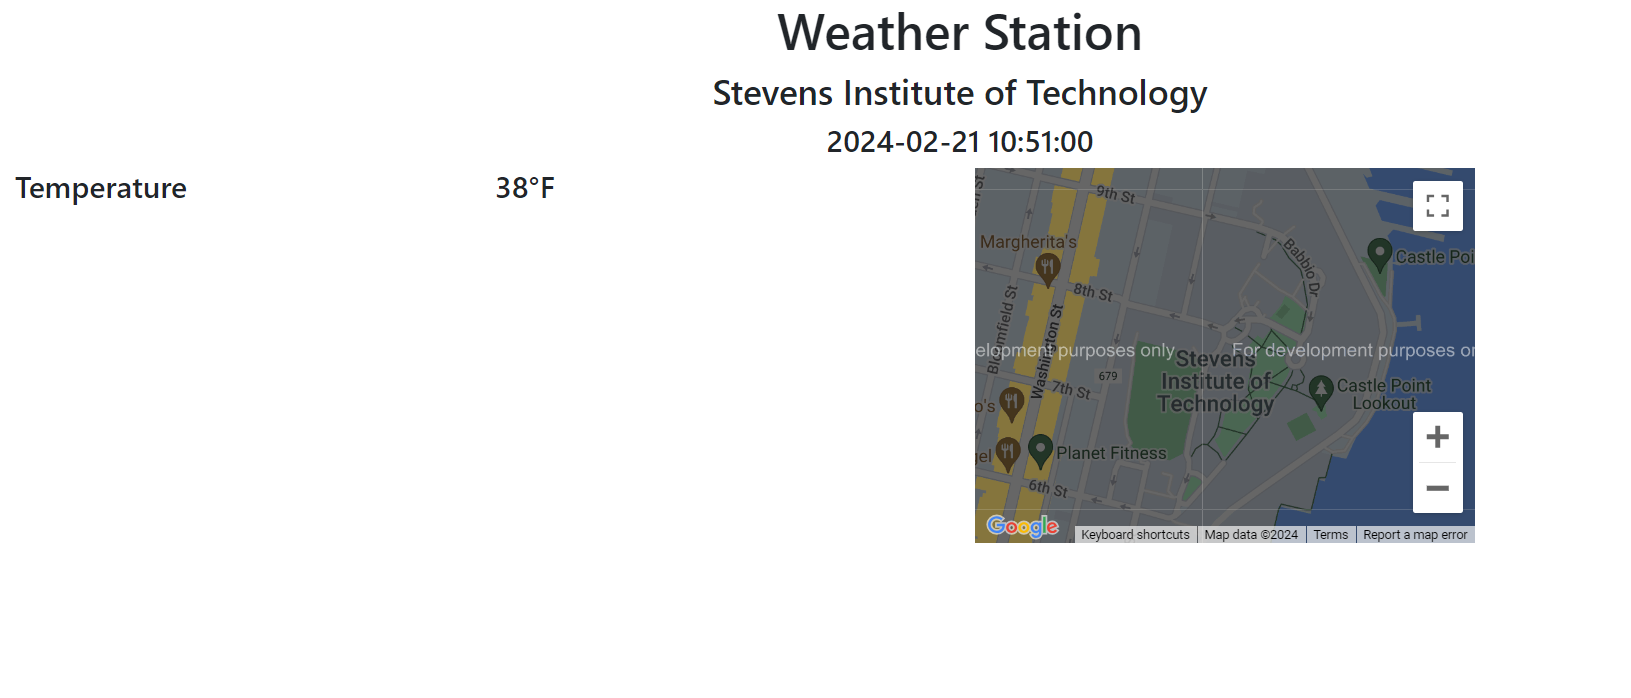 Weather Station
Stevens Institute of Technology
2024-02-21 10:51:00
Temperature 38°F
9th St
Margherita's
Babbio Dr
Castle Poi
8th St
Bloomfield St
Washington St
elopment purposes only
For development purposes or
Stevens
Institute of
Technology
679
7th St
Castle Point
Lookout
o's
gel
Planet Fitness
6th St
Google
Keyboard shortcuts
Map data ©2024
Terms
Report a map error